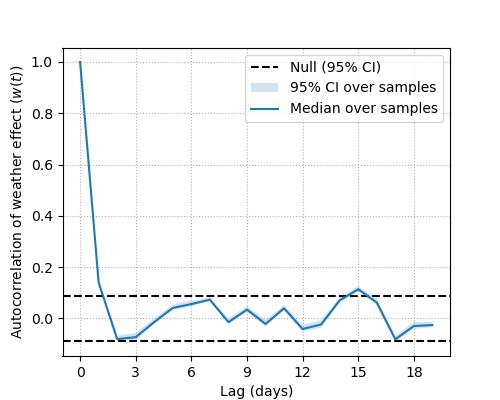 Null (95% CI)
95% CI over samples
Median over samples
Autocorrelation of weather effect (w(t))
1.0
0.8
0.6
0.4
0.2
0.0
0 3 6 9 12 15 18
Lag (days)